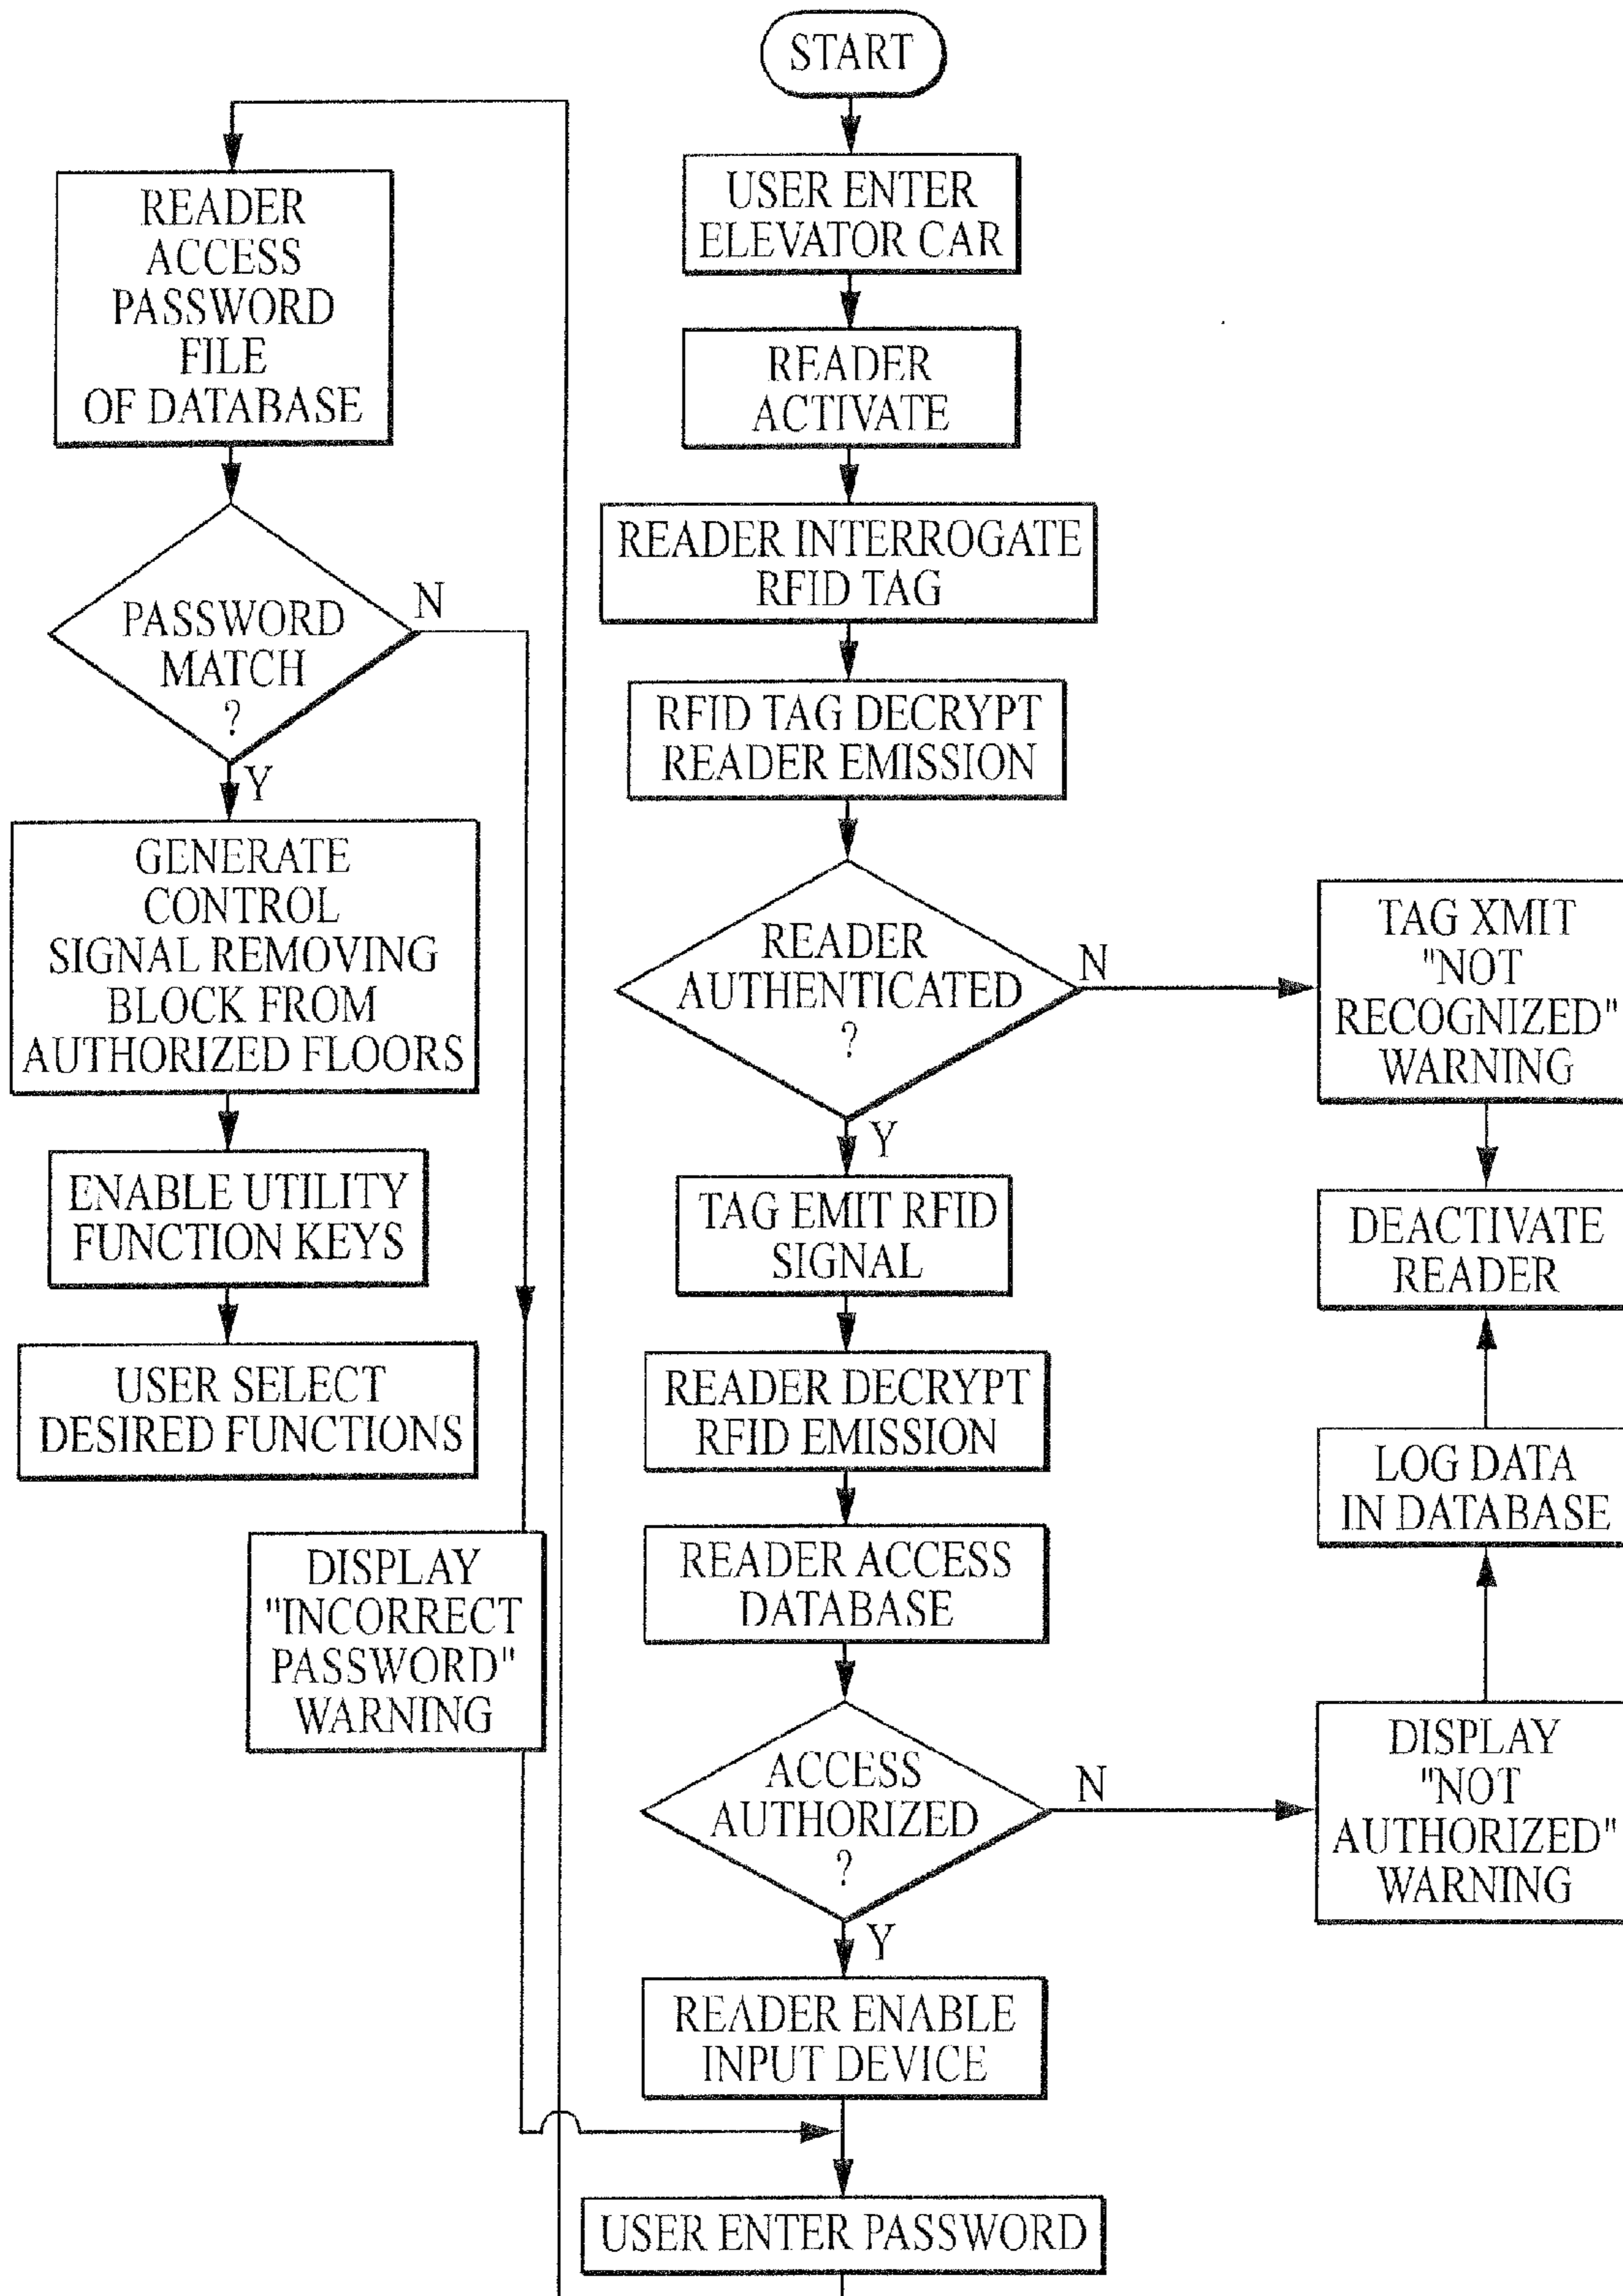 START
USER ENTER
ELEVATOR CAR
READER
ACTIVATE
READER INTERROGATE
RFID TAG
RFID TAG DECRYPT
READER EMISSION
READER
AUTHENTICATED
?
N
TAG XMIT
"NOT
RECOGNIZED"
WARNING
DEACTIVATE
READER
Y
TAG EMIT RFID
SIGNAL
READER DECRYPT
RFID EMISSION
READER ACCESS
DATABASE
ACCESS
AUTHORIZED
?
N
DISPLAY
"NOT
AUTHORIZED"
WARNING
LOG DATA
IN DATABASE
Y
READER ENABLE
INPUT DEVICE
USER ENTER PASSWORD
READER
ACCESS
PASSWORD
FILE
OF DATABASE
PASSWORD
MATCH
?
N
Y
GENERATE
CONTROL
SIGNAL REMOVING
BLOCK FROM
AUTHORIZED FLOORS
ENABLE UTILITY
FUNCTION KEYS
USER SELECT
DESIRED FUNCTIONS
DISPLAY
"INCORRECT
PASSWORD"
WARNING